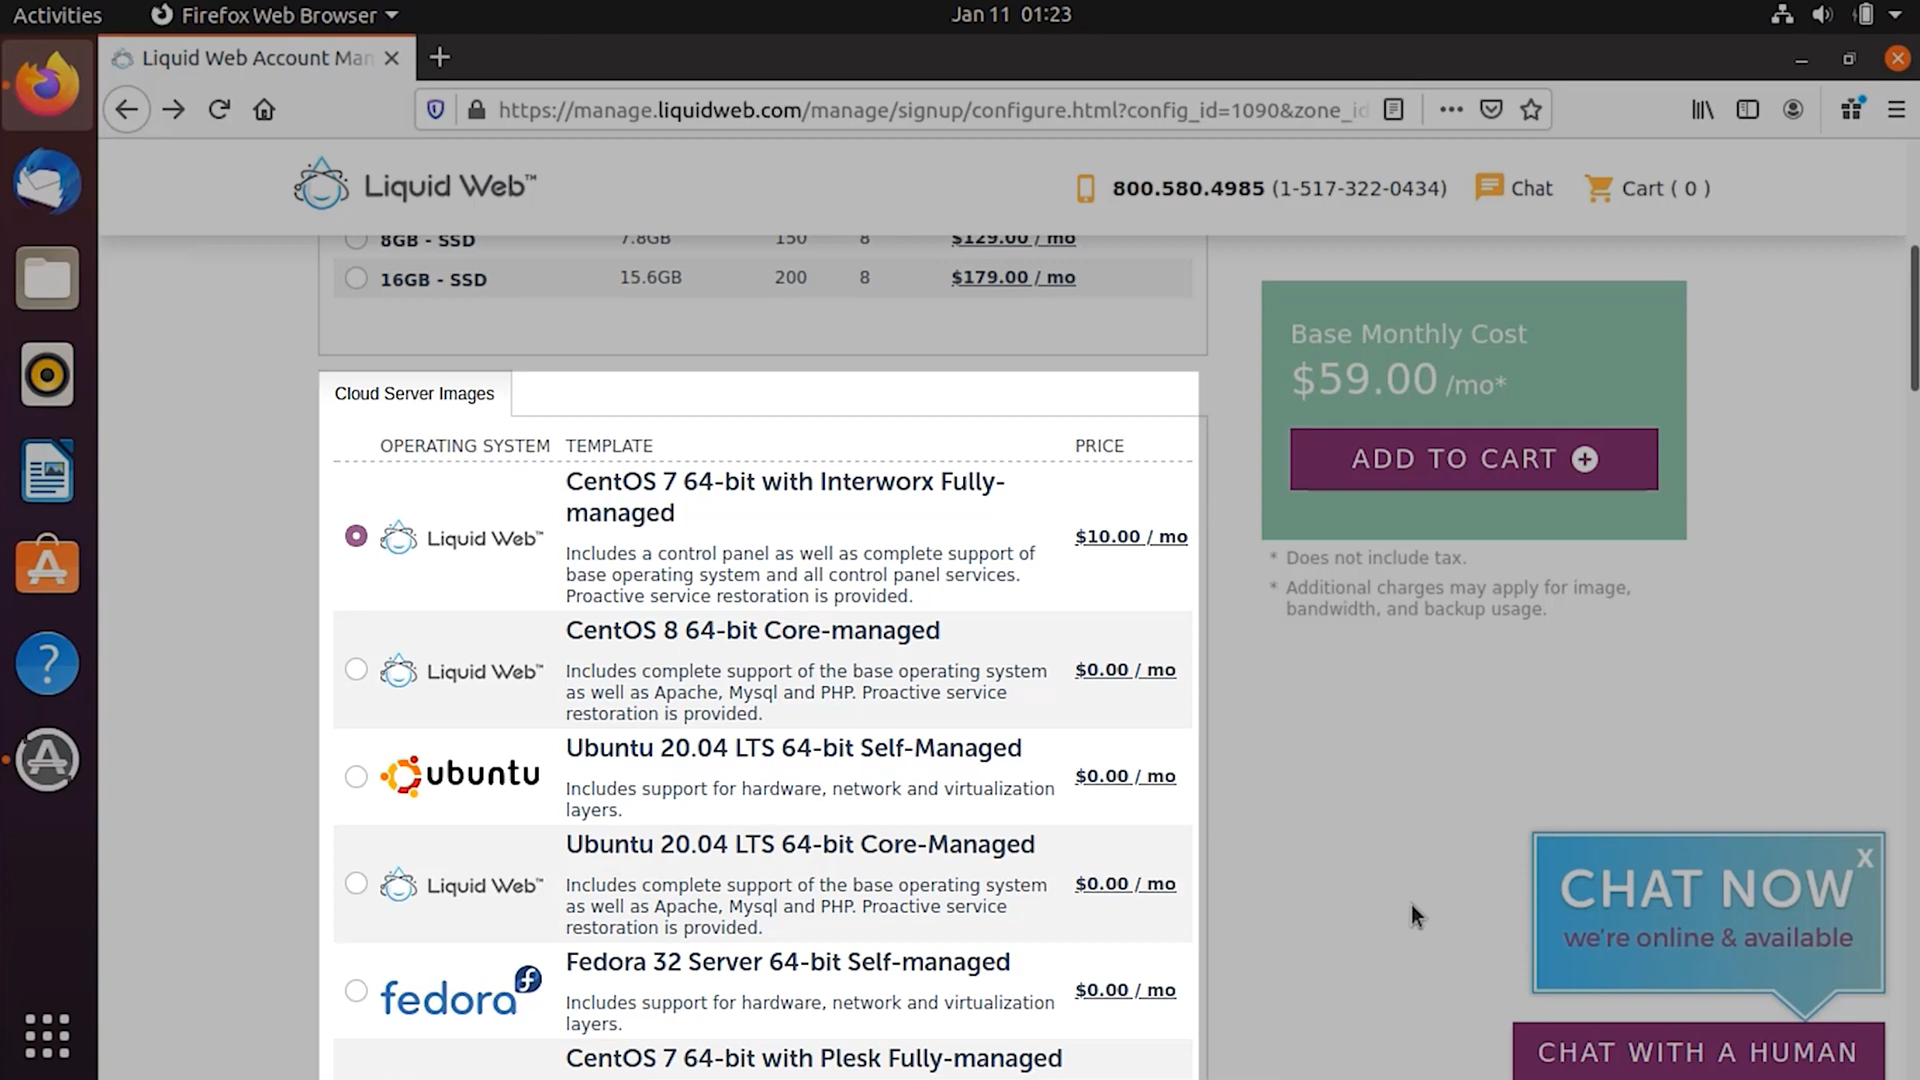 Activities
Firefox Web Browser
Jan 11 01:23
Liquid Web Account Man
https://manage.liquidweb.com/manage/signup/configure.html?config_id=1090&zone_id
Liquid Web™
800.580.4985 (1-517-322-0434)
Chat
Cart ( 0 )
8GB - SSD 7.8GB 150 8 $129.00 / mo
16GB - SSD 15.6GB 200 8 $179.00 / mo
Base Monthly Cost
$59.00 /mo*
ADD TO CART
* Does not include tax.
* Additional charges may apply for image,
bandwidth, and backup usage.
Cloud Server Images
OPERATING SYSTEM TEMPLATE PRICE
Liquid Web™
CentOS 7 64-bit with Interworx Fully-
managed
Includes a control panel as well as complete support of
base operating system and all control panel services.
Proactive service restoration is provided.
$10.00 / mo
Liquid Web™
CentOS 8 64-bit Core-managed
Includes complete support of the base operating system
as well as Apache, Mysql and PHP. Proactive service
restoration is provided.
$0.00 / mo
ubuntu
Ubuntu 20.04 LTS 64-bit Self-Managed
Includes support for hardware, network and virtualization
layers.
$0.00 / mo
Liquid Web™
Ubuntu 20.04 LTS 64-bit Core-Managed
Includes complete support of the base operating system
as well as Apache, Mysql and PHP. Proactive service
restoration is provided.
$0.00 / mo
fedora
Fedora 32 Server 64-bit Self-managed
Includes support for hardware, network and virtualization
layers.
$0.00 / mo
CentOS 7 64-bit with Plesk Fully-managed
X
CHAT NOW
we're online & available
CHAT WITH A HUMAN